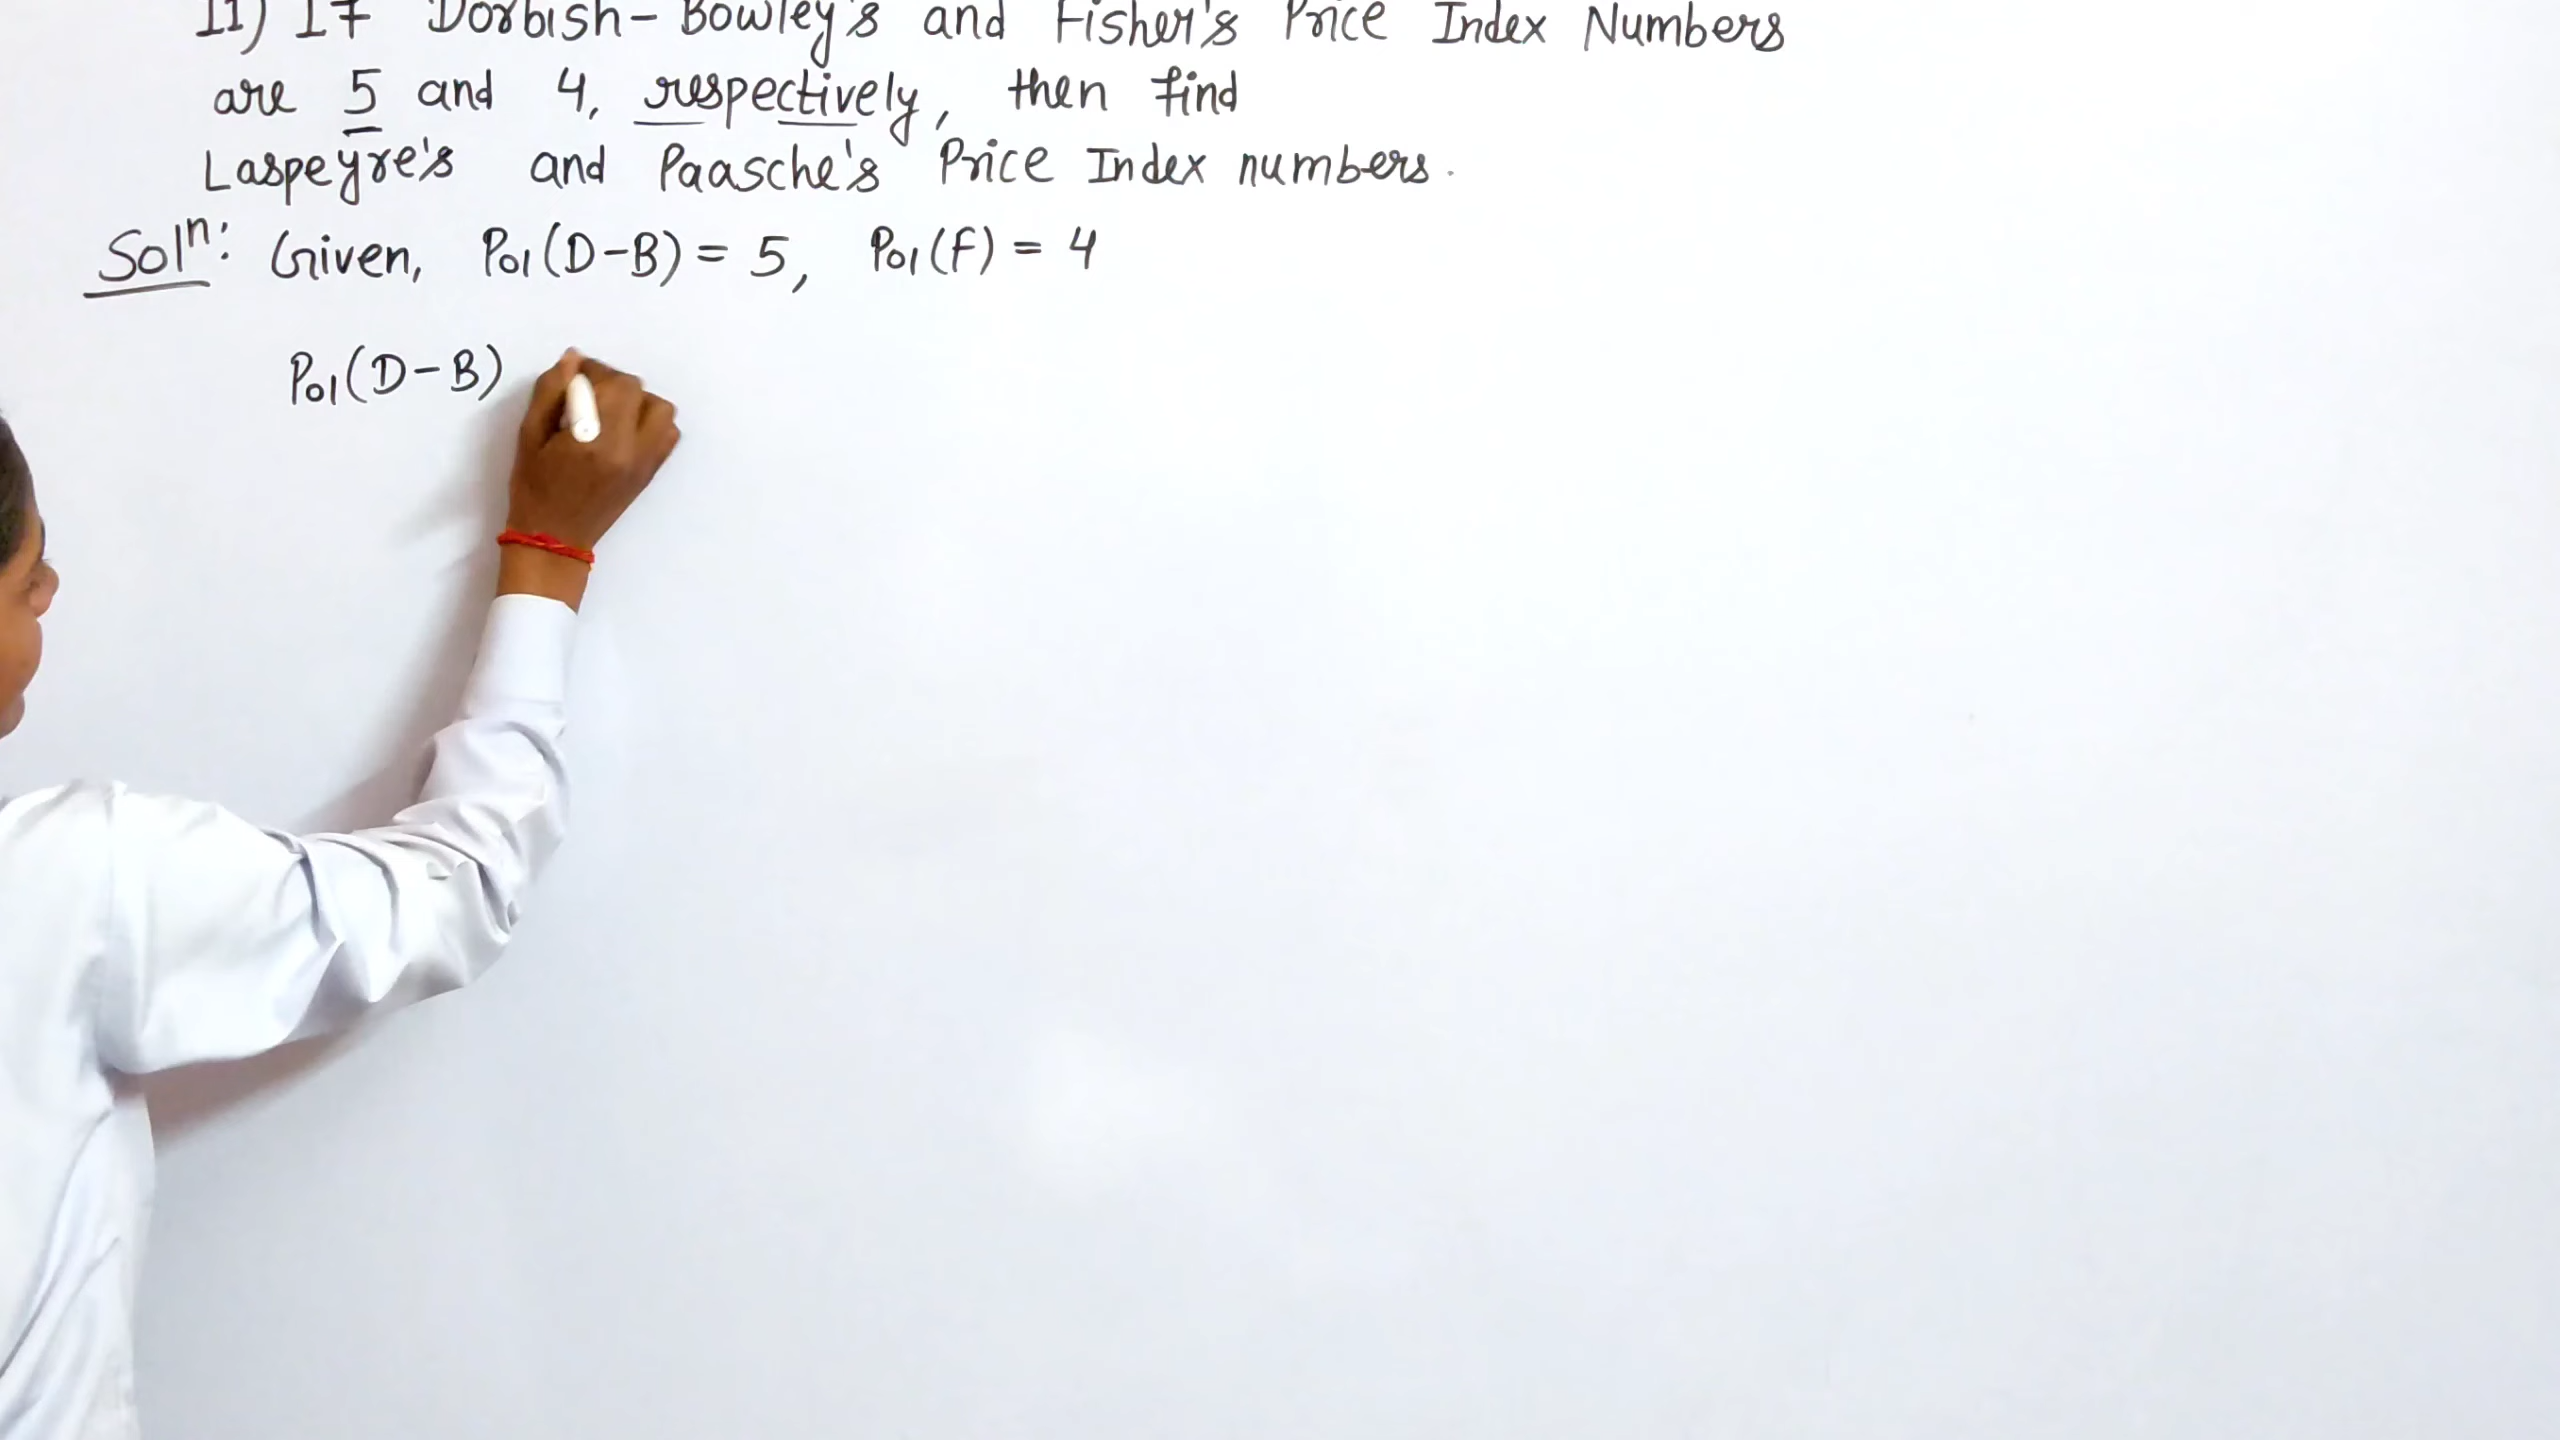 11) If Dorbish-Bowley's and Fisher's Price Index Numbers
are 5 and 4, respectively, then find
Laspeyre's and Paasche's Price Index numbers.
Solⁿ: Given, P₀₁(D-B) = 5, P₀₁(F) = 4
P₀₁(D-B)